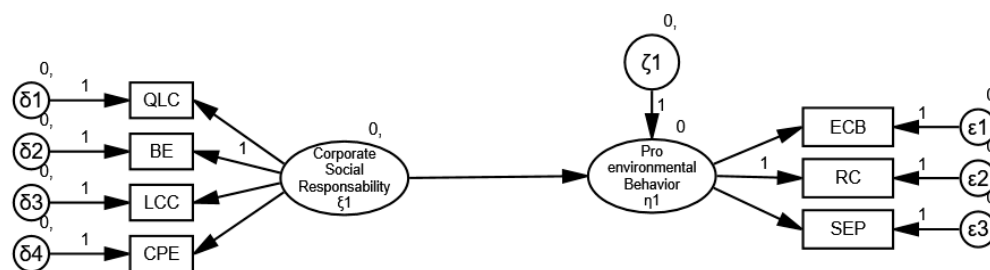 0,
δ1
1
QLC
0,
δ2
1
BE
0,
δ3
1
LCC
0,
δ4
1
CPE
1
0,
Corporate
Social
Responsability
ξ1
0,
ζ1
1
0
Pro
environmental
Behavior
η1
1
ECB
1
ε1
RC
1
ε2
SEP
1
ε3